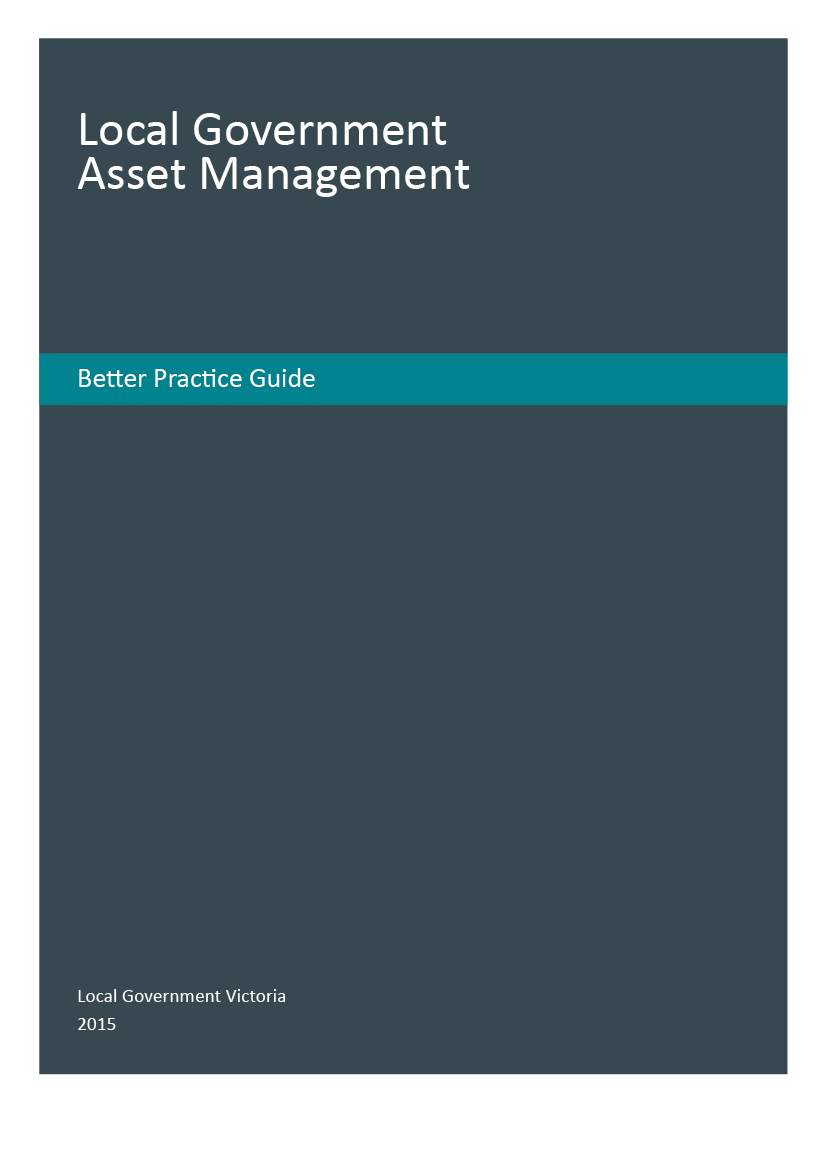 Local Government
Asset Management
Better Practice Guide
Local Government Victoria
2015